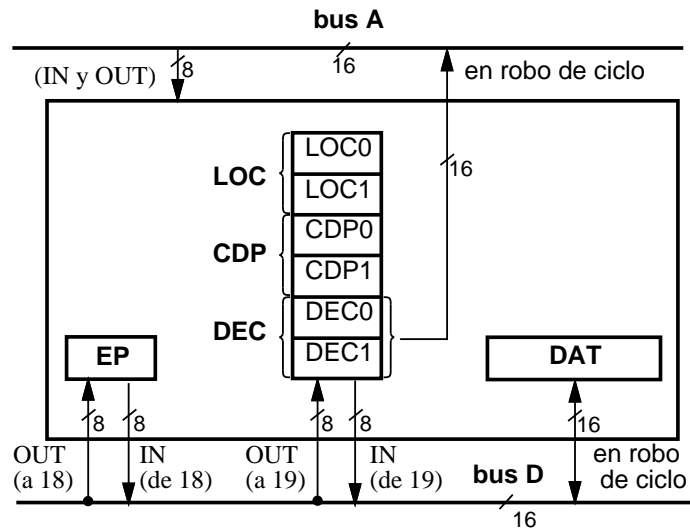 bus A
(IN y OUT)
8
16
en robo de ciclo
16
LOC
LOC0
LOC1
CDP
CDP0
CDP1
DEC
DEC0
DEC1
EP
DAT
8
8
8
8
16
OUT
(a 18)
IN
(de 18)
OUT
(a 19)
IN
(de 19)
bus D
en robo
de ciclo
16